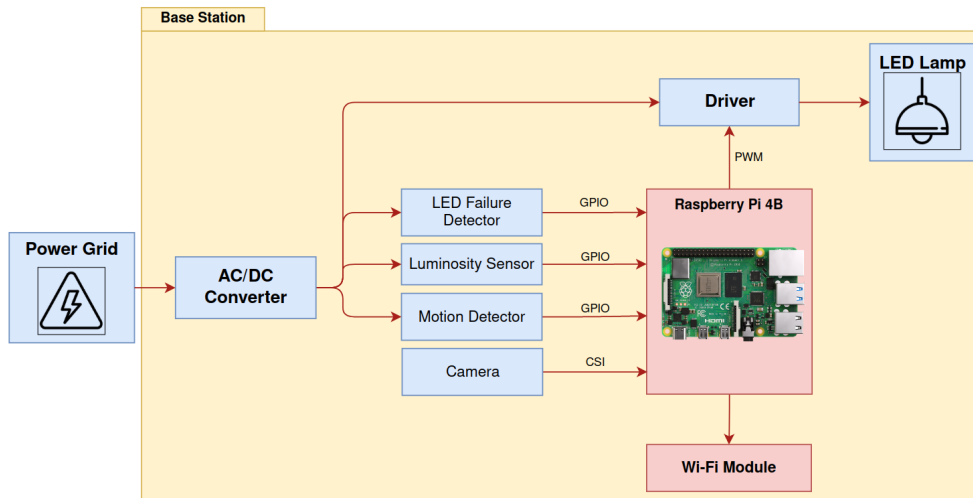 Base Station
LED Lamp
Driver
PWM
LED Failure
Detector
GPIO
Raspberry Pi 4B
Power Grid
AC/DC
Converter
Luminosity Sensor
GPIO
Motion Detector
GPIO
HDMI
Camera
CSI
Wi-Fi Module